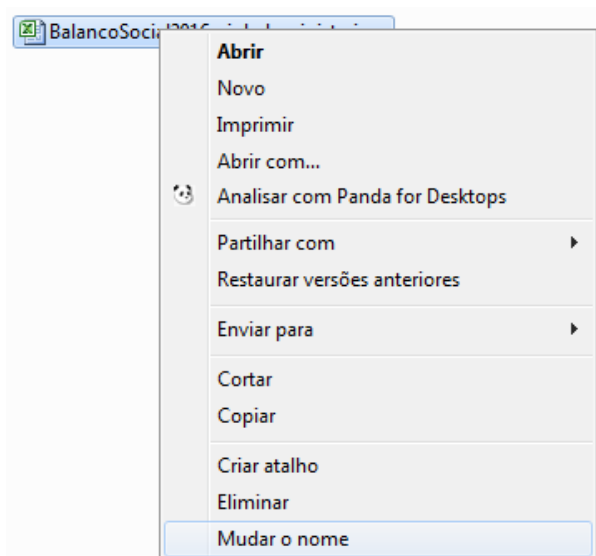 BalancoSocial2016
Abrir
Novo
Imprimir
Abrir com...
Analisar com Panda for Desktops
Partilhar com
Restaurar versões anteriores
Enviar para
Cortar
Copiar
Criar atalho
Eliminar
Mudar o nome